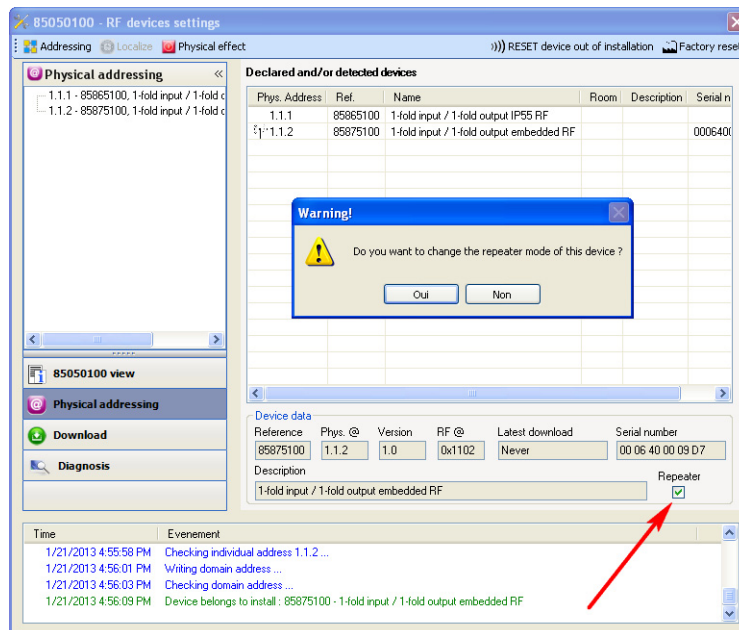 85050100 - RF devices settings
Addressing Localize Physical effect ))) RESET device out of installation Factory reset
Physical addressing «
1.1.1 - 85865100, 1-fold input / 1-fold
1.1.2 - 85875100, 1-fold input / 1-fold
Declared and/or detected devices
Phys. Address Ref. Name Room Description Serial n
1.1.1 85865100 1-fold input / 1-fold output IP55 RF
1.1.2 85875100 1-fold input / 1-fold output embedded RF 0006400
Warning!
Do you want to change the repeater mode of this device ?
Oui Non
85050100 view
Physical addressing
Download
Diagnosis
Device data
Reference Phys. @ Version RF @ Latest download Serial number
85875100 1.1.2 1.0 0x1102 Never 00 06 40 00 09 D7
Description
1-fold input / 1-fold output embedded RF
Repeater
Time Evenement
1/21/2013 4:55:58 PM Checking individual address 1.1.2 ...
1/21/2013 4:56:01 PM Writing domain address ...
1/21/2013 4:56:03 PM Checking domain address ...
1/21/2013 4:56:09 PM Device belongs to install : 85875100 - 1-fold input / 1-fold output embedded RF